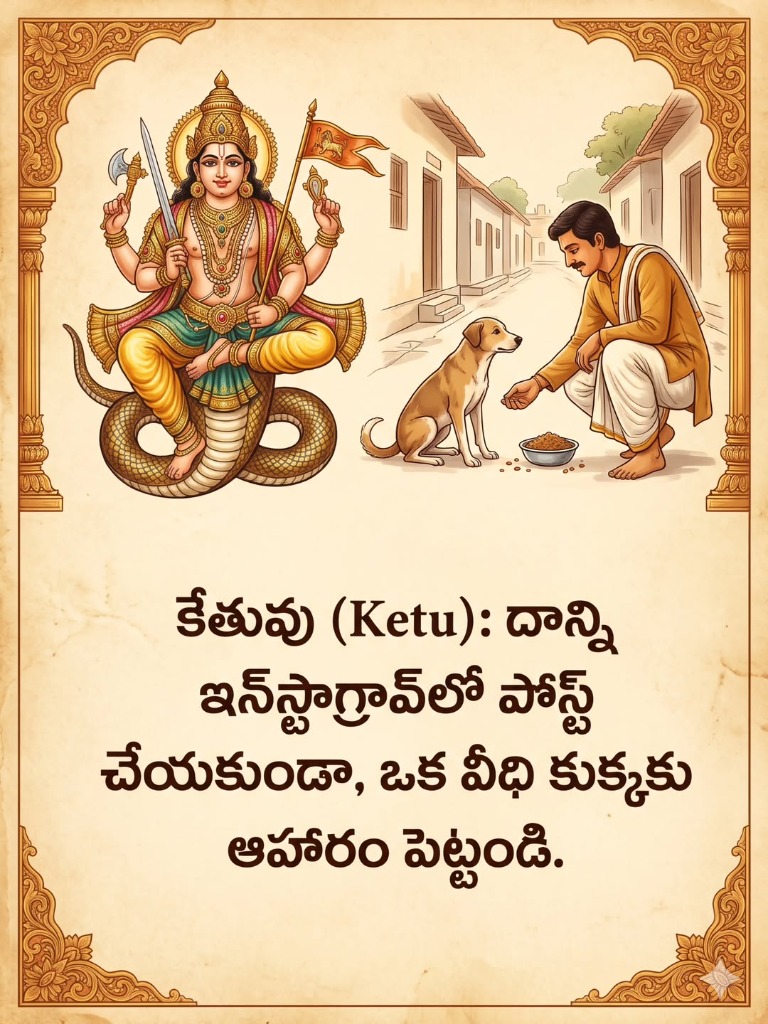 కేతువు (Ketu): దాన్ని
ఇన్‌స్టాగ్రావ్‌లో పోస్ట్
చేయకుండా, ఒక వీధి కుక్కకు
ఆహారం పెట్టండి.